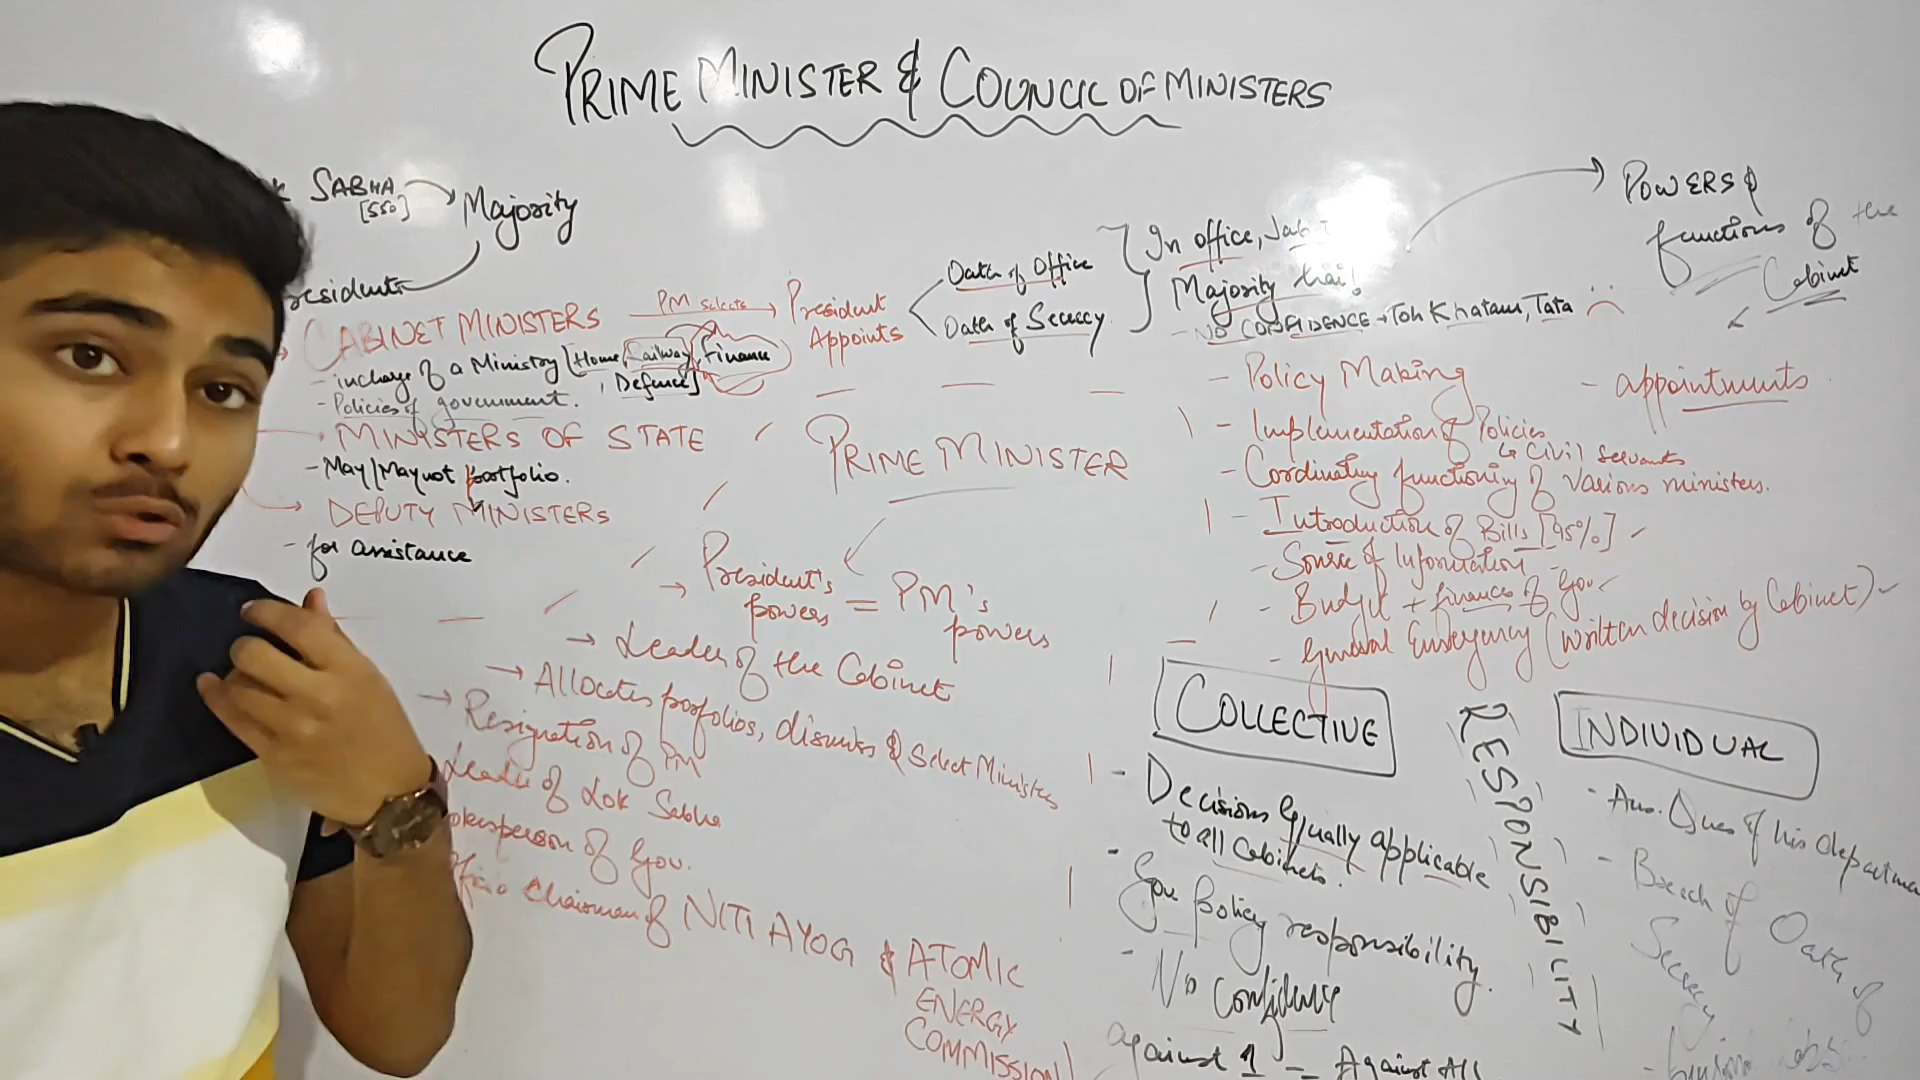 PRIME MINISTER & COUNCIL OF MINISTERS
SABHA
[550]
Majority
resident
CABINET MINISTERS
PM selects
President
Appoints
- incharge of a Ministry [Home, Railway, Finance
, Defence]
- Policies of government.
MINISTERS OF STATE
- May/May not portfolio.
DEPUTY MINISTERS
- for assistance
Oath of Office
Oath of Secrecy
In office, Jab
Majority hai!
- NO CONFIDENCE → Toh Khatam, Tata
POWERS &
functions of the
Cabinet
PRIME MINISTER
→ President's powers = PM's powers
→ Leader of the Cabinet
→ Allocates porfolios, dismiss & Select Ministers
→ Resignation of PM
Leader of Lok Sabha
okesperson of Gov.
fficio Chairman of NITI AYOG & ATOMIC
ENERGY
COMMISSION
- Policy Making
- appointments
- Implementation of Policies
↳ Civil Servants
- Cordinating functioning of various ministers.
- Introduction of Bills [95%]
- Source of Information
- Budget + finances of Gov
- General Emergency (written decision by Cabinet)
COLLECTIVE
RESPONSIBILITY
INDIVIDUAL
- Decisions Equally applicable
to all Cabinets.
- Gov Policy responsibility.
- No Confidence
against 1 = Against All
- Ans. Ques of his departme
- Breach of Oath of
Secrecy